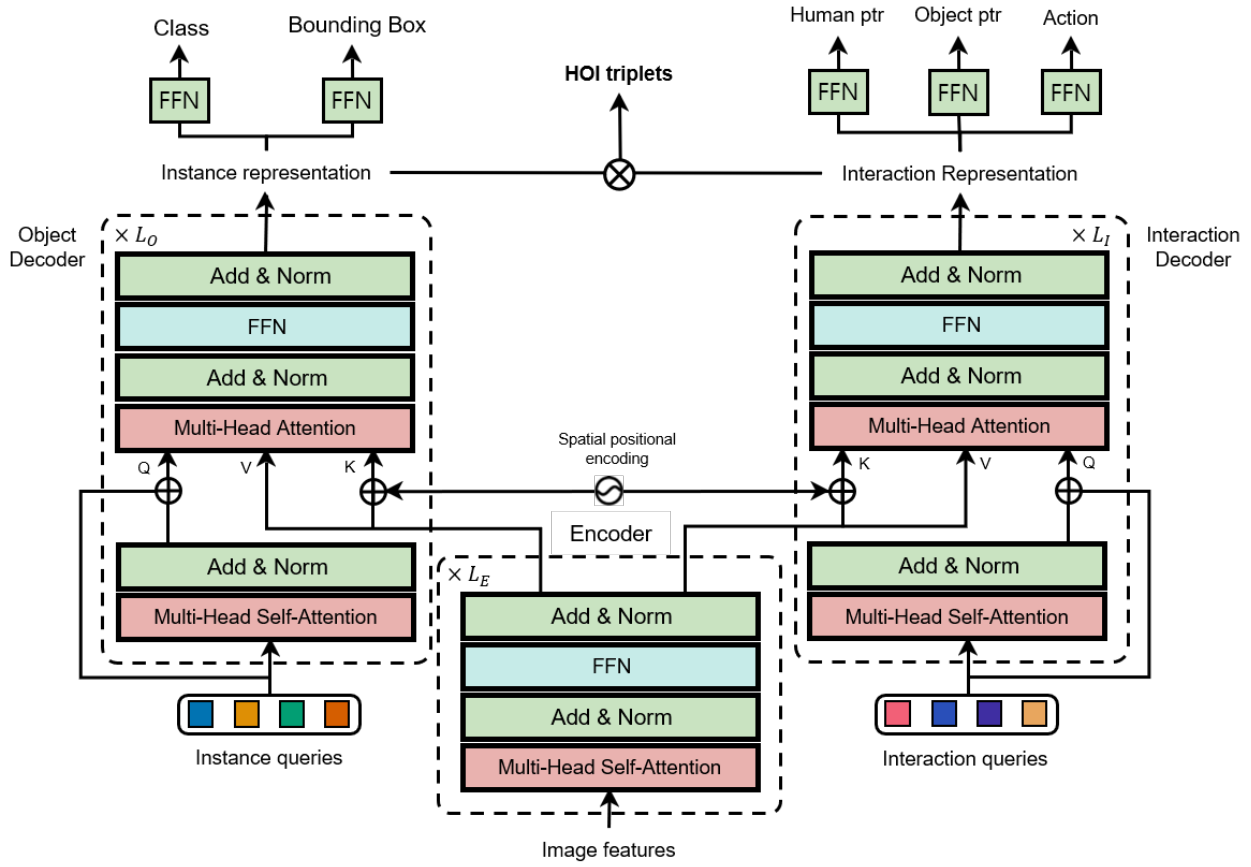 Class
Bounding Box
FFN
FFN
HOI triplets
Human ptr
Object ptr
Action
FFN
FFN
FFN
Instance representation
Interaction Representation
Object
Decoder
× L_O
Add & Norm
FFN
Add & Norm
Multi-Head Attention
Q
V
K
Add & Norm
Multi-Head Self-Attention
Instance queries
Spatial positional
encoding
Encoder
× L_E
Add & Norm
FFN
Add & Norm
Multi-Head Self-Attention
Image features
× L_I
Interaction
Decoder
Add & Norm
FFN
Add & Norm
Multi-Head Attention
K
V
Q
Add & Norm
Multi-Head Self-Attention
Interaction queries